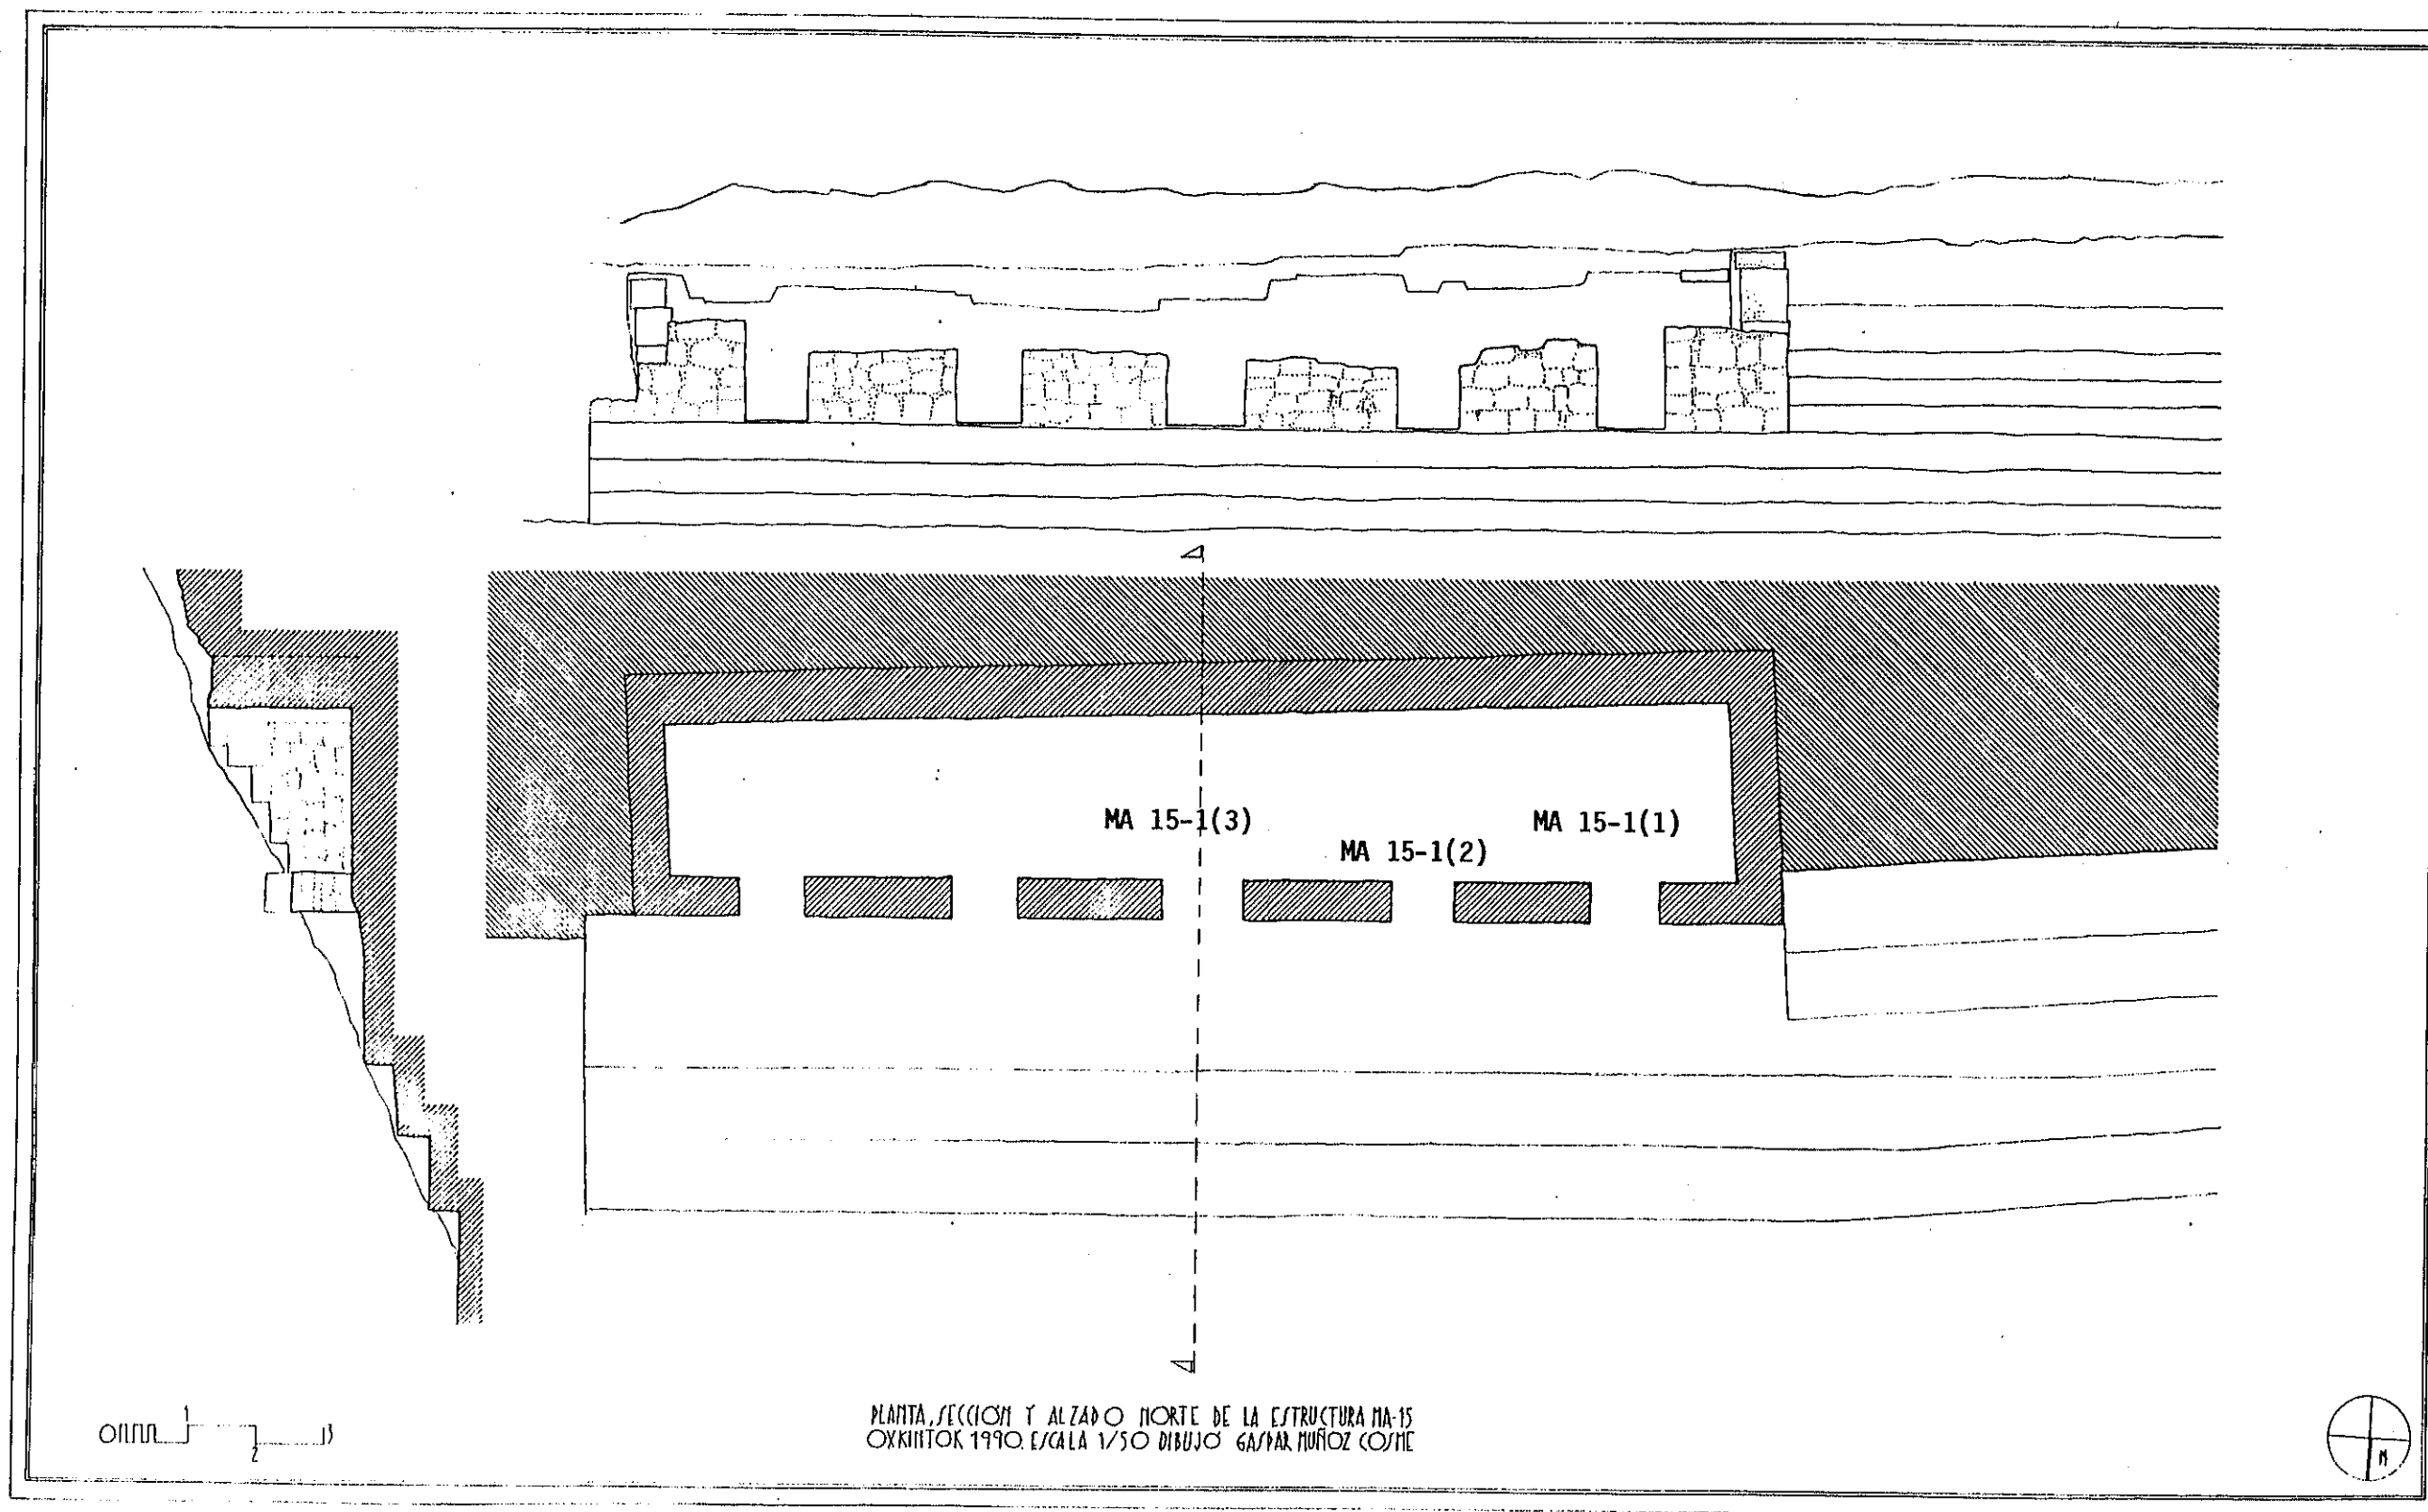 MA 15-1(3)
MA 15-1(1)
MA 15-1(2)
0 1 2 3
PLANTA, SECCIÓN Y ALZADO NORTE DE LA ESTRUCTURA MA-15
OXKINTOK 1990. ESCALA 1/50 DIBUJO GASPAR MUÑOZ COSME
N